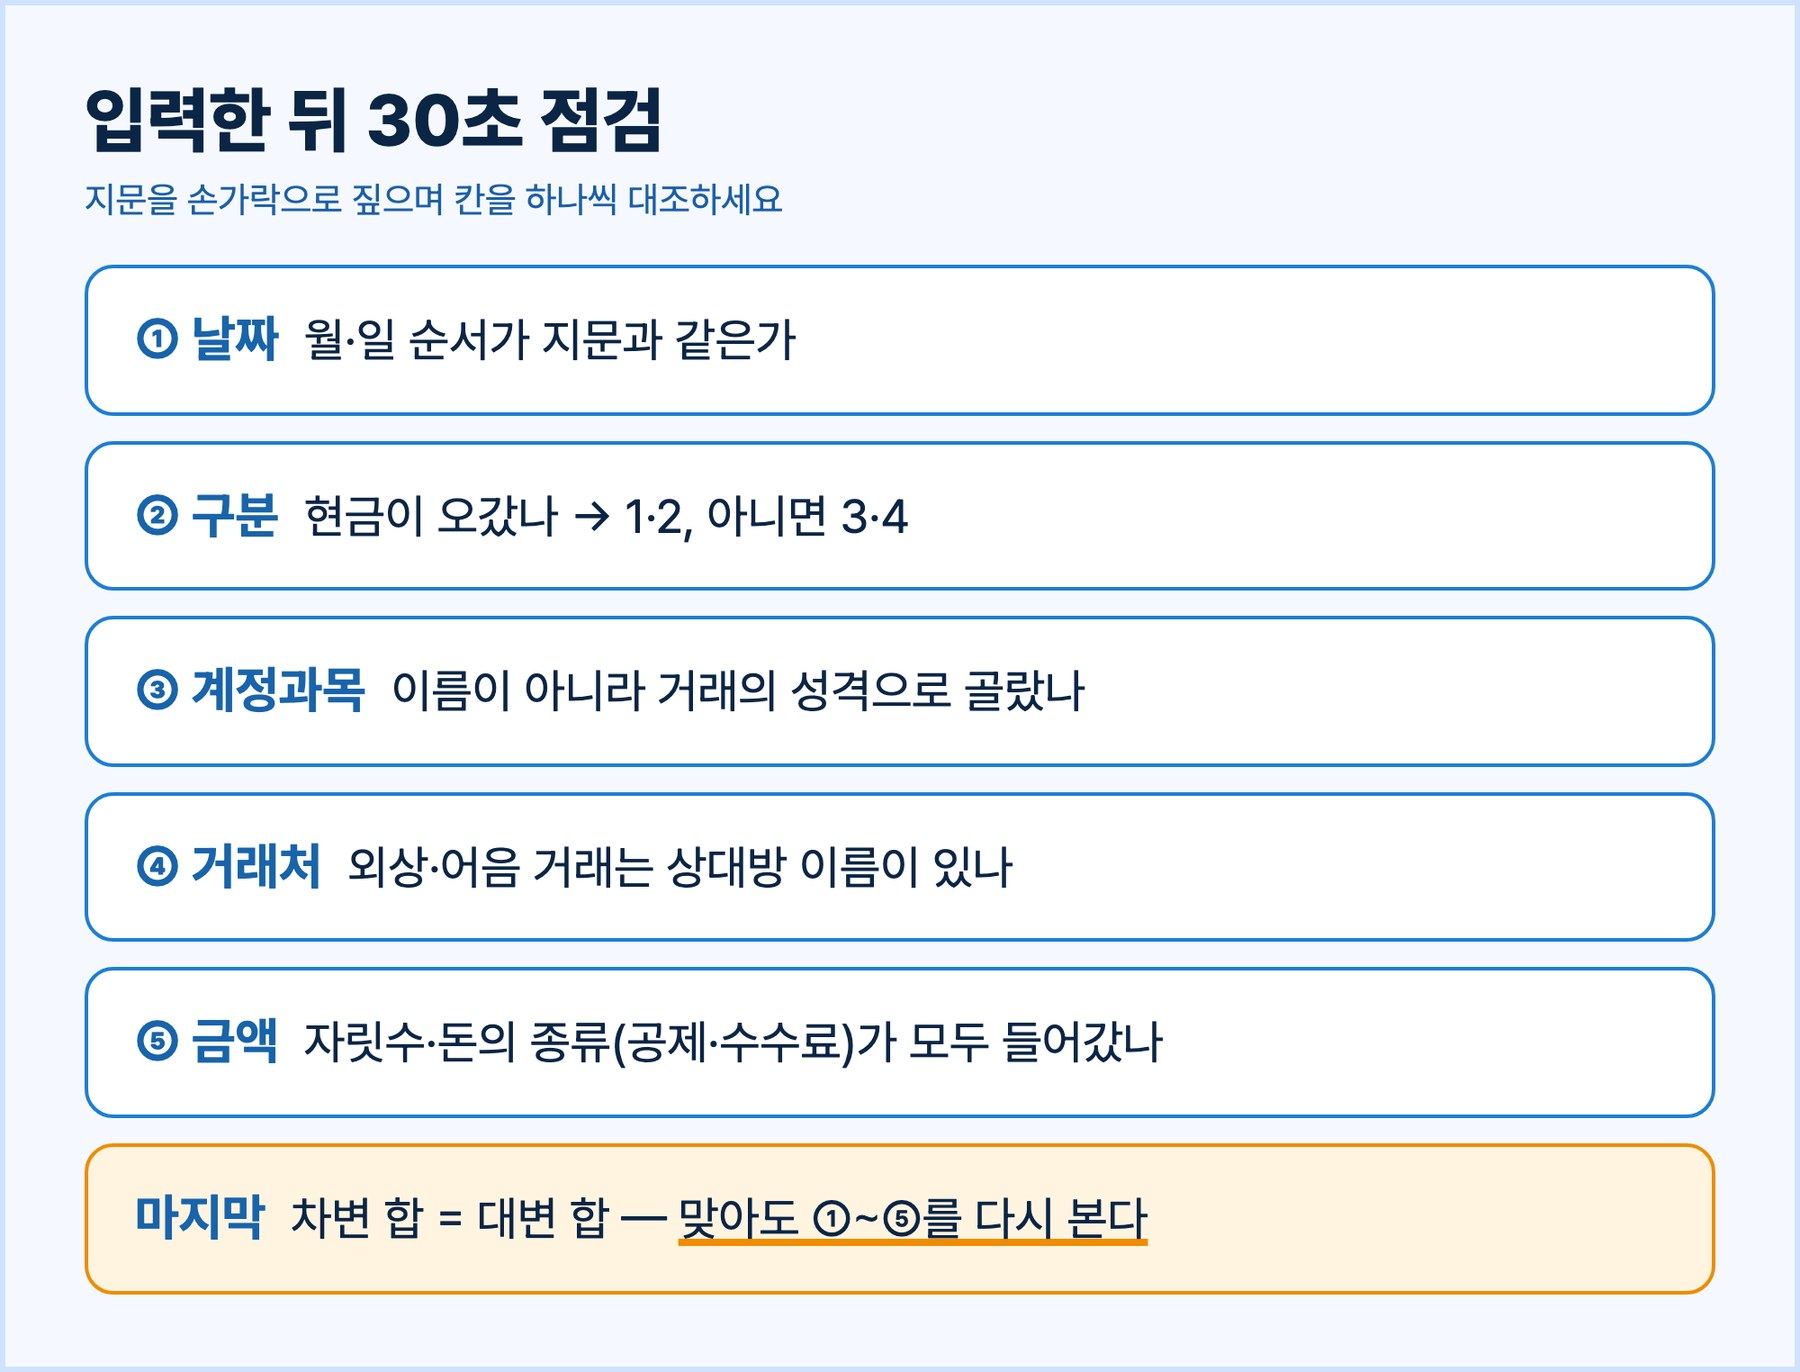 입력한 뒤 30초 점검
지문을 손가락으로 짚으며 칸을 하나씩 대조하세요
① 날짜 월·일 순서가 지문과 같은가
② 구분 현금이 오갔나 → 1·2, 아니면 3·4
③ 계정과목 이름이 아니라 거래의 성격으로 골랐나
④ 거래처 외상·어음 거래는 상대방 이름이 있나
⑤ 금액 자릿수·돈의 종류(공제·수수료)가 모두 들어갔나
마지막 차변 합 = 대변 합 — 맞아도 ①~⑤를 다시 본다